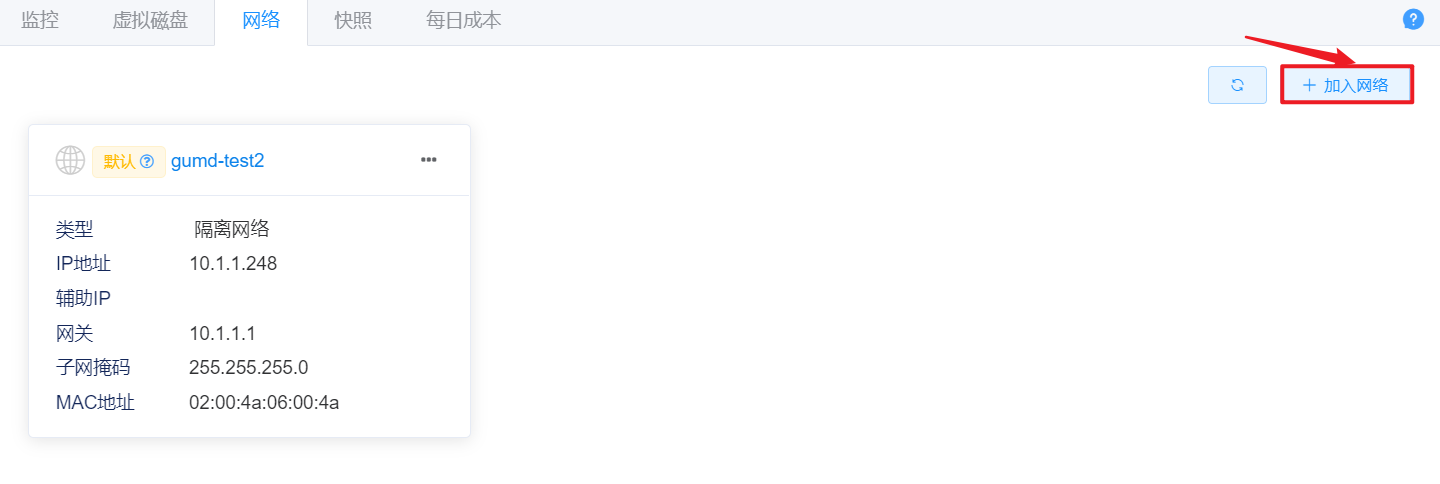 监控 虚拟磁盘 网络 快照 每日成本
加入网络
默认 gumd-test2
类型 隔离网络
IP地址 10.1.1.248
辅助IP
网关 10.1.1.1
子网掩码 255.255.255.0
MAC地址 02:00:4a:06:00:4a